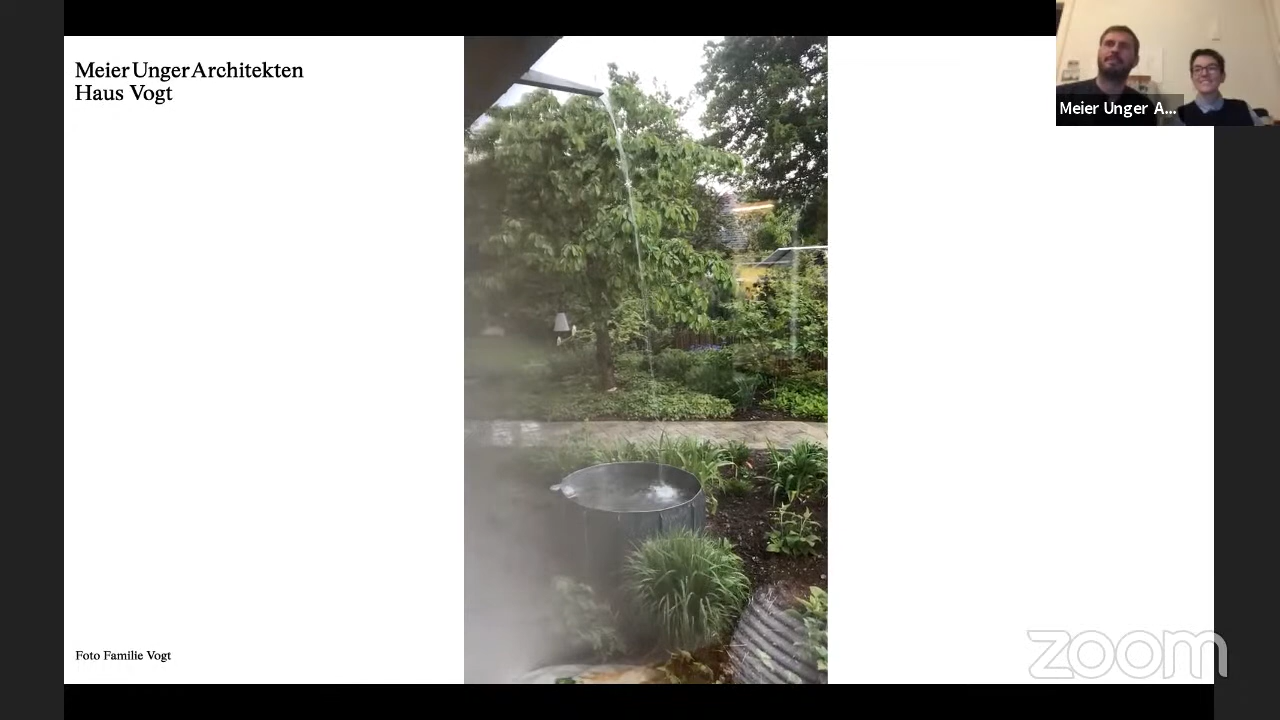 Meier Unger Architekten
Haus Vogt
Meier Unger A...
Foto Familie Vogt
zoom